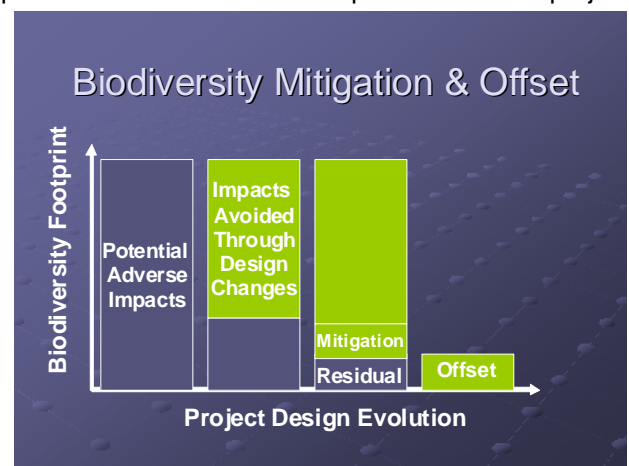 Biodiversity Mitigation & Offset
Biodiversity Footprint
Potential
Adverse
Impacts
Impacts
Avoided
Through
Design
Changes
Mitigation
Residual
Offset
Project Design Evolution